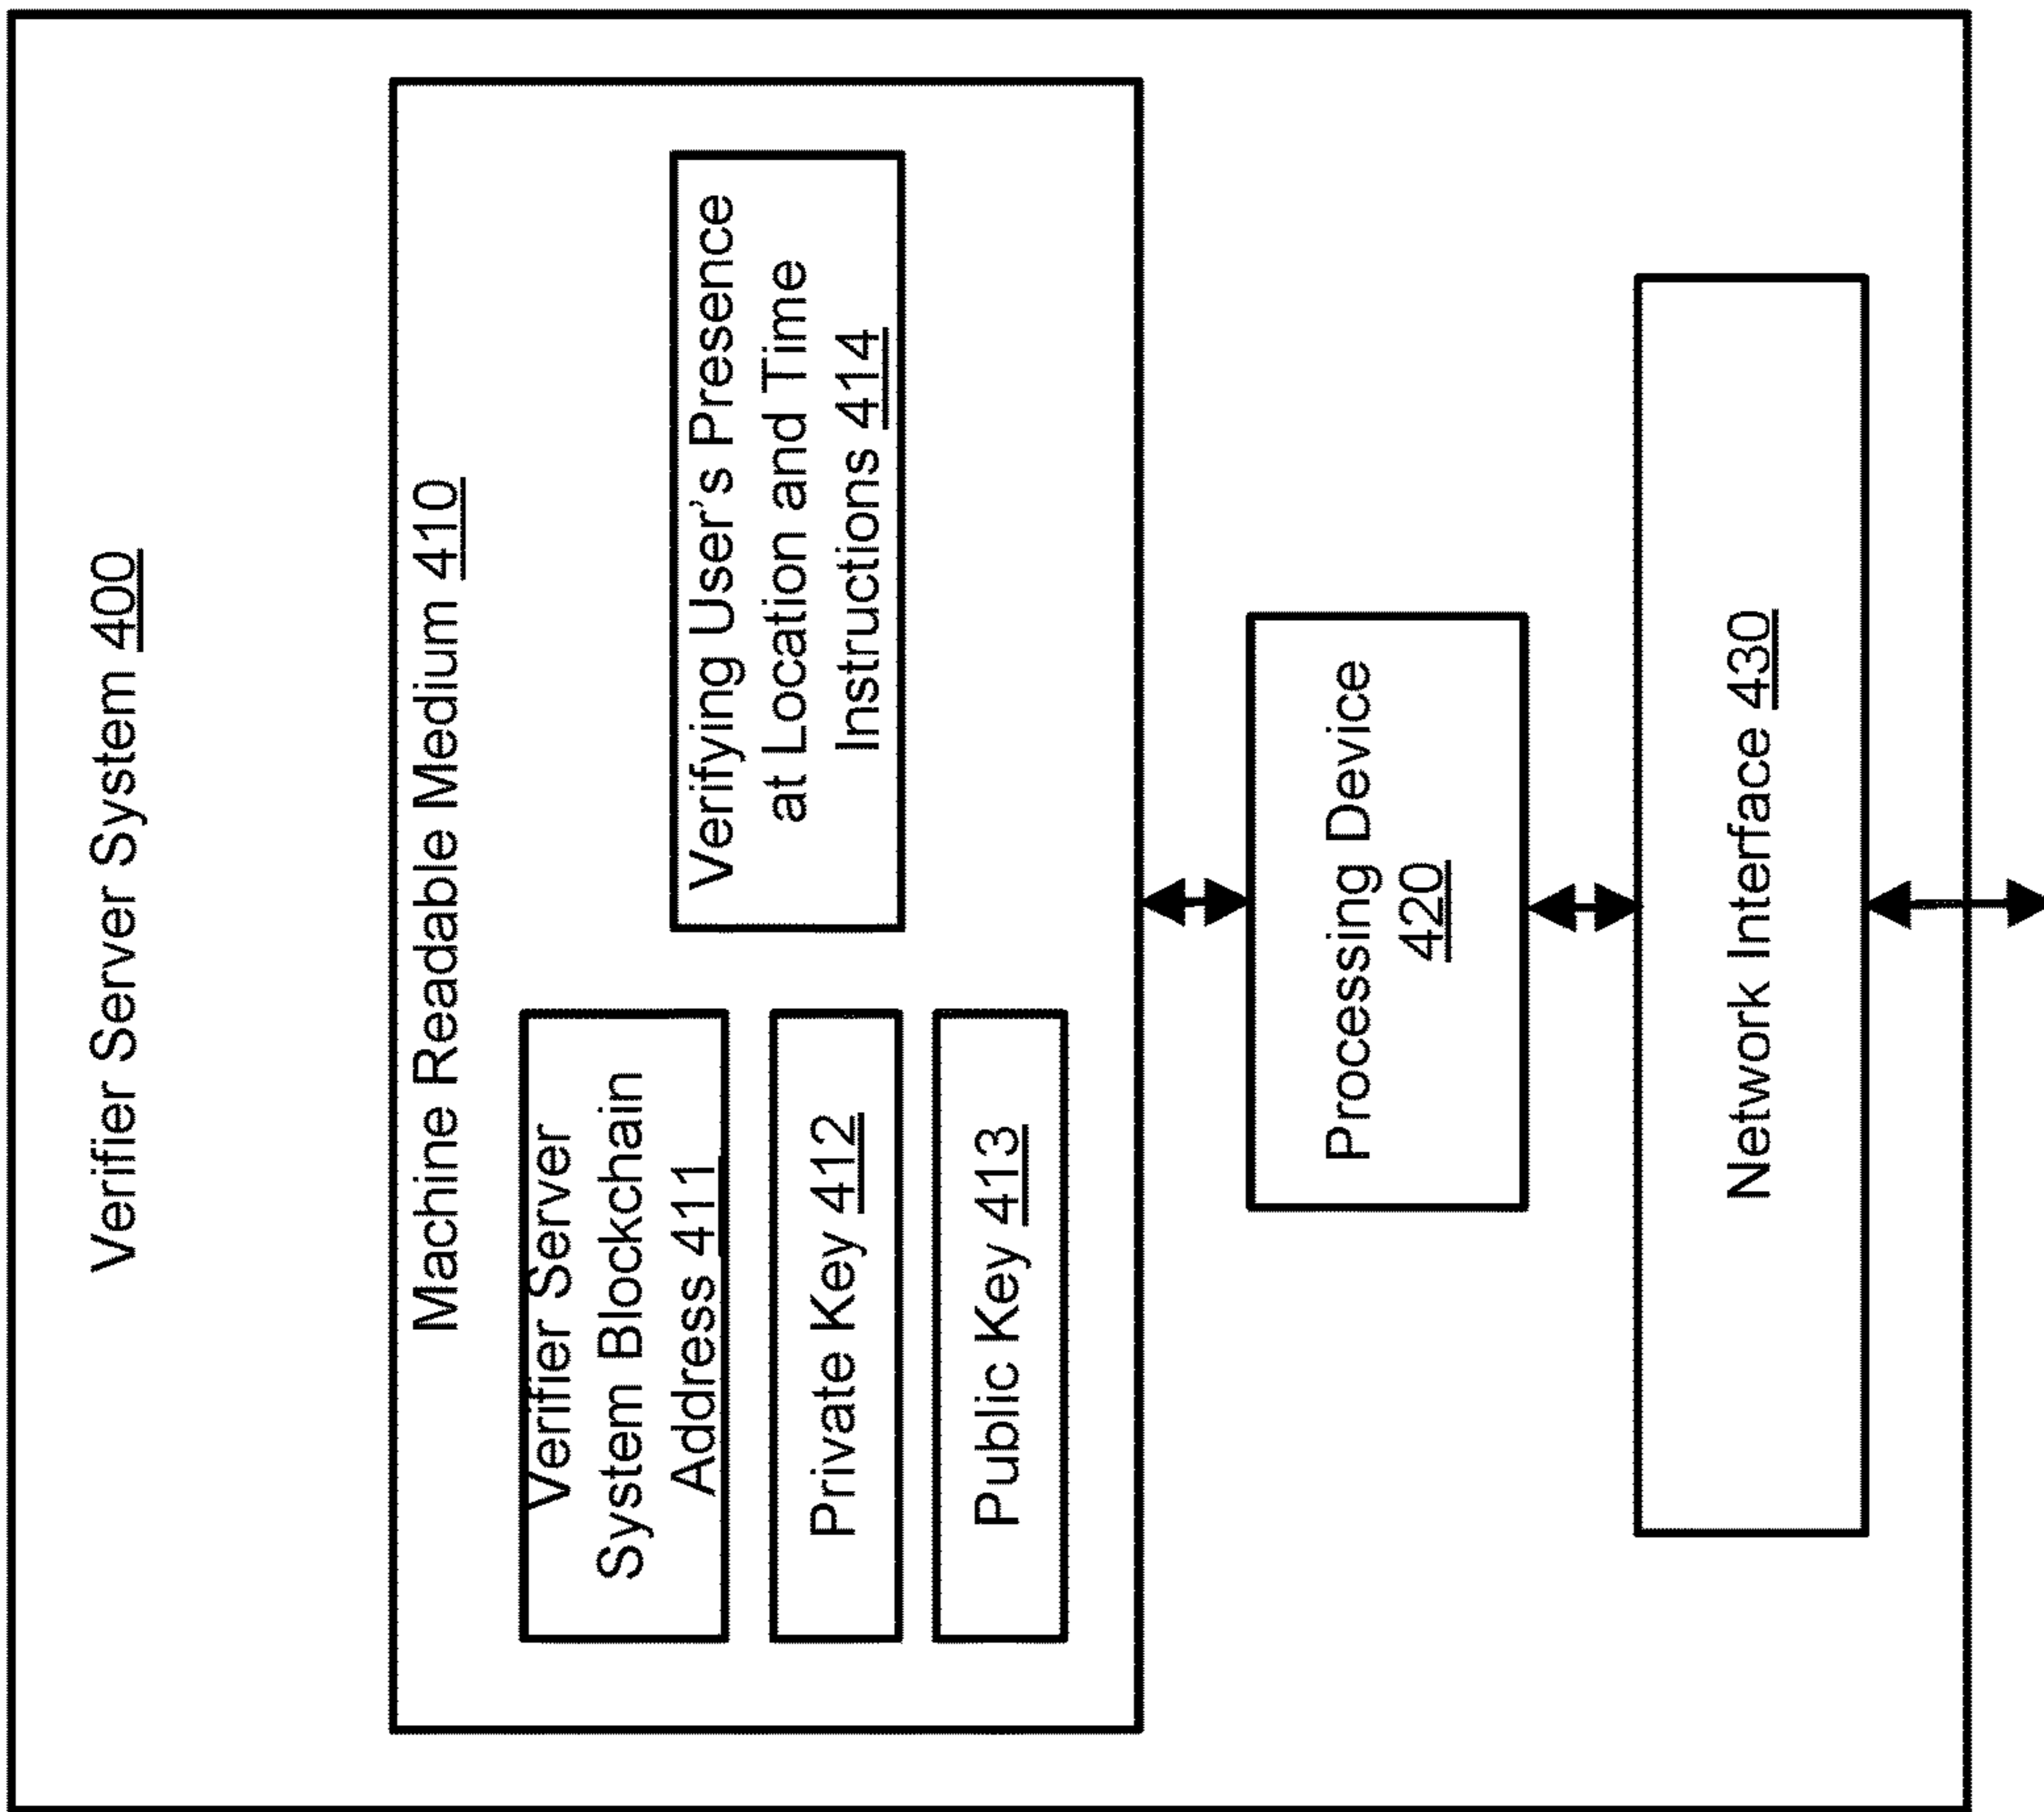 Verifier Server System 400
Machine Readable Medium 410
Verifier Server
System Blockchain
Address 411
Private Key 412
Public Key 413
Verifying User's Presence
at Location and Time
Instructions 414
Processing Device
420
Network Interface 430